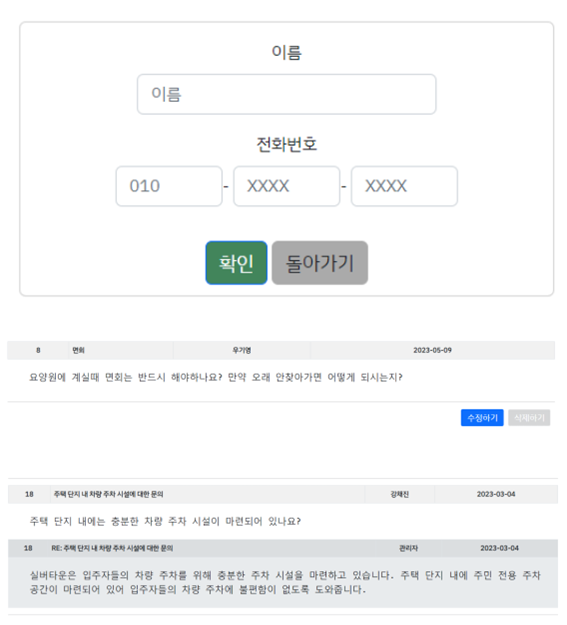 이름
이름
전화번호
010 - XXXX - XXXX
확인 돌아가기
8 면회 우기명 2023-05-09
요양원에 계실때 면회는 반드시 해야하나요? 만약 오래 안찾아가면 어떻게 되시는지?
수정하기 삭제하기
18 주택 단지 내 차량 주차 시설에 대한 문의 강해진 2023-03-04
주택 단지 내에는 충분한 차량 주차 시설이 마련되어 있나요?
18 RE: 주택 단지 내 차량 주차 시설에 대한 문의 관리자 2023-03-04
실버타운은 입주자들의 차량 주차를 위해 충분한 주차 시설을 마련하고 있습니다. 주택 단지 내에 주민 전용 주차
공간이 마련되어 있어 입주자들의 차량 주차에 불편함이 없도록 도와줍니다.